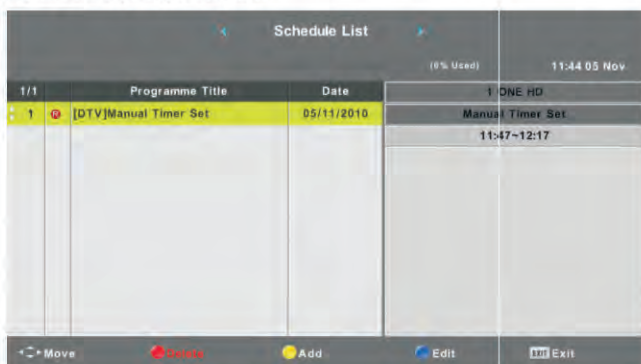 Schedule List
(0% Used) 11:44 05 Nov
1/1 Programme Title Date 1 ONE HD
1 R [DTV]Manual Timer Set 05/11/2010 Manual Timer Set
11:47~12:17
Move Delete Add Edit EXIT Exit